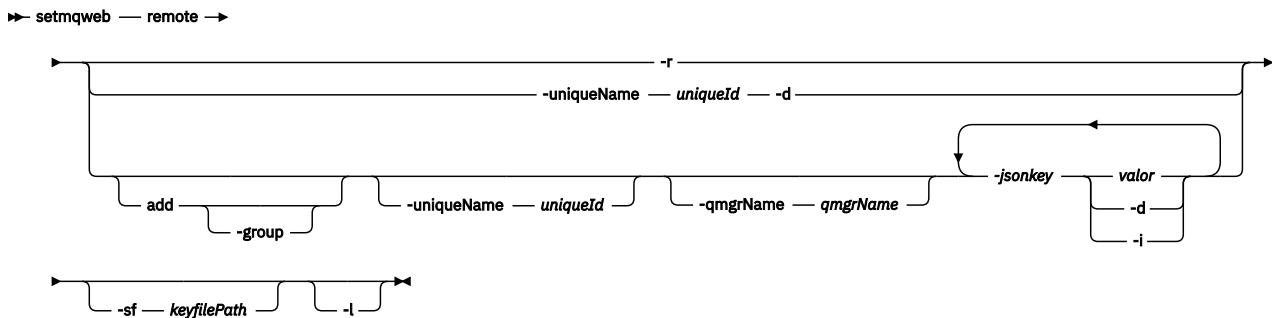 setmqweb remote
-r
-uniqueName uniqueId -d
-jsonkey valor
add -uniqueName uniqueId -qmgrName qmgrName -d
-group -i
-sf keyfilePath -l